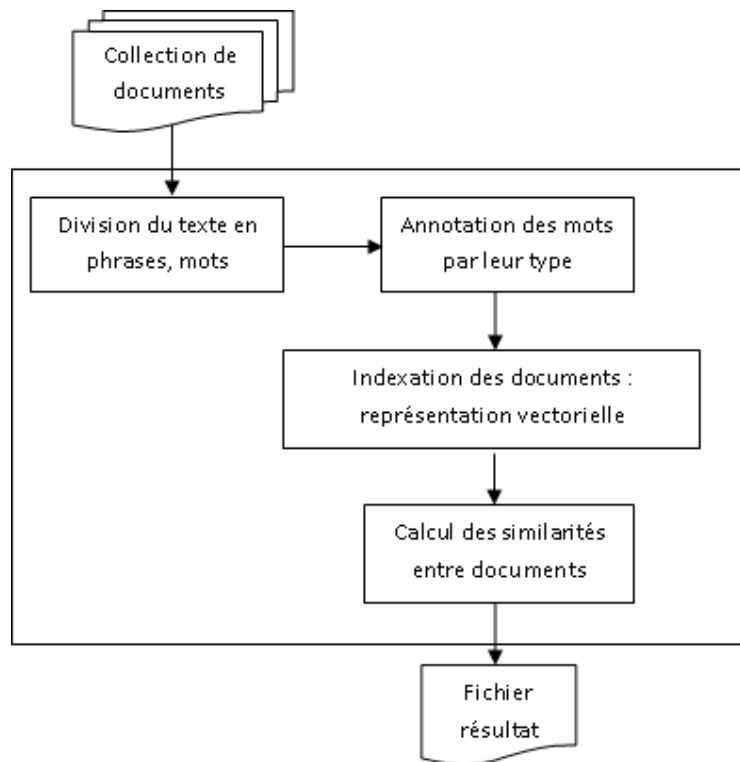 Collection de
documents
Division du texte en
phrases, mots
Annotation des mots
par leur type
Indexation des documents :
représentation vectorielle
Calcul des similarités
entre documents
Fichier
résultat